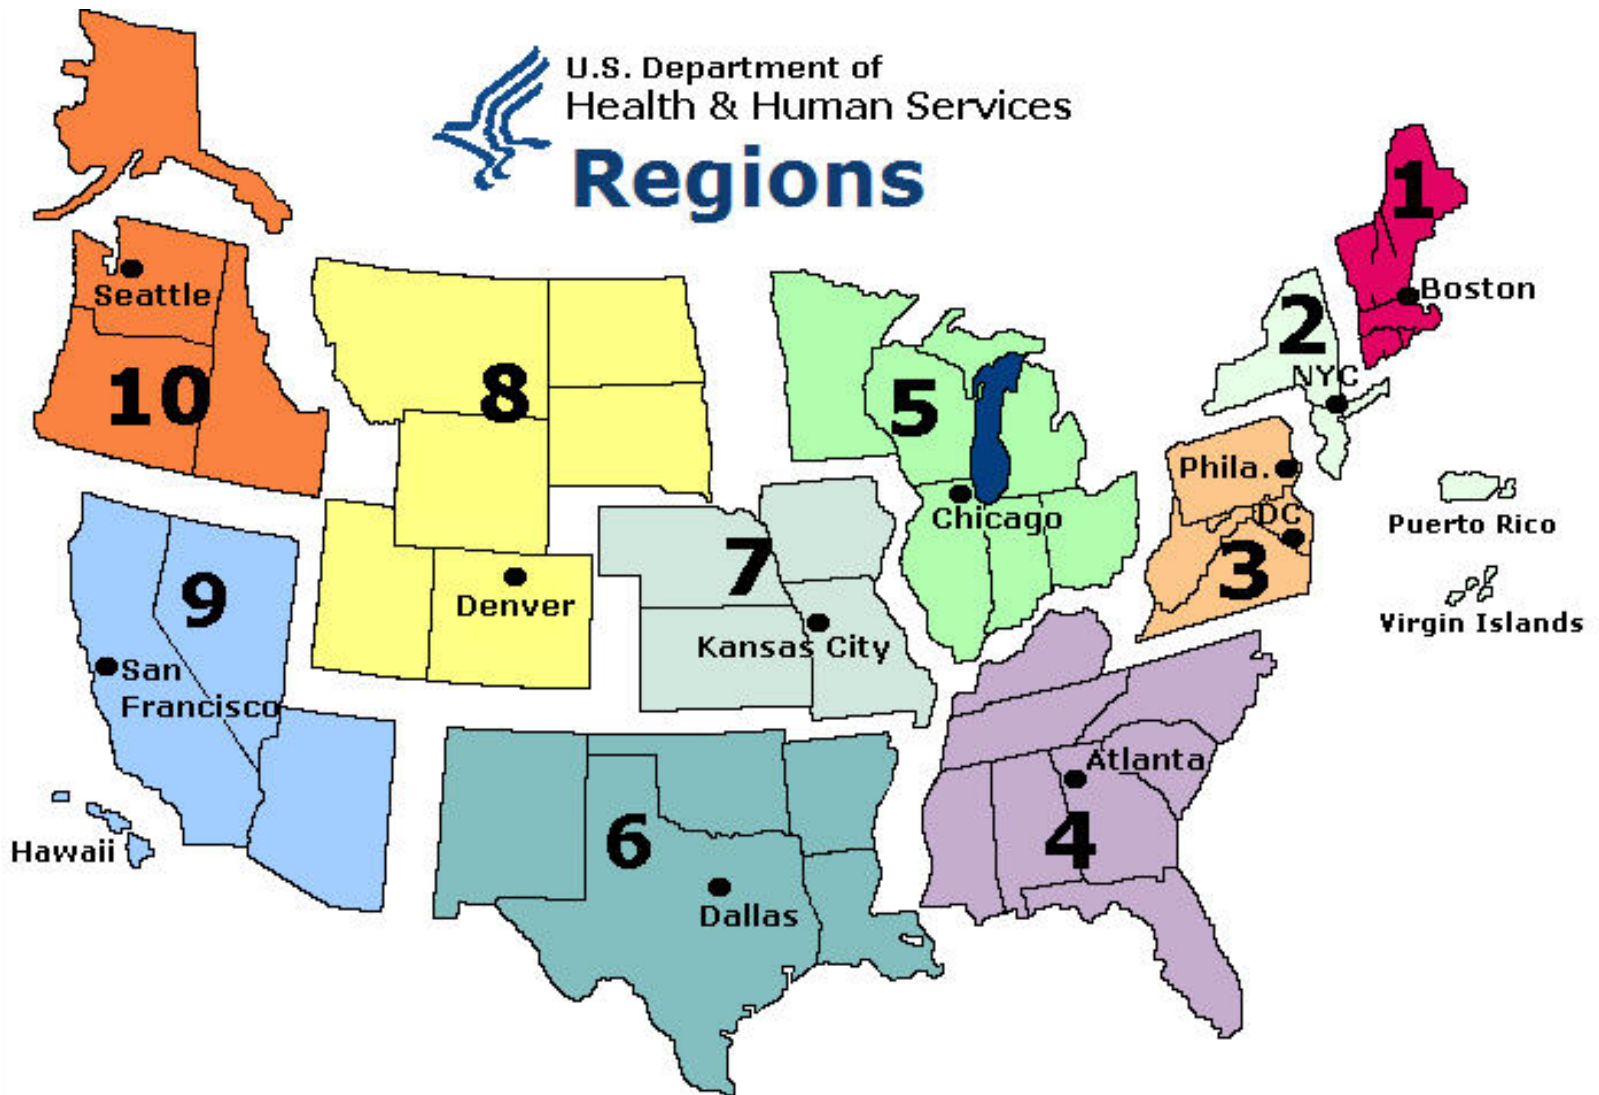 U.S. Department of
Health & Human Services
Regions
1
Boston
2
NYC
Seattle
10
8
5
Phila.
DC
3
Chicago
Puerto Rico
Virgin Islands
7
Kansas City
Denver
9
San
Francisco
Hawaii
6
Dallas
Atlanta
4